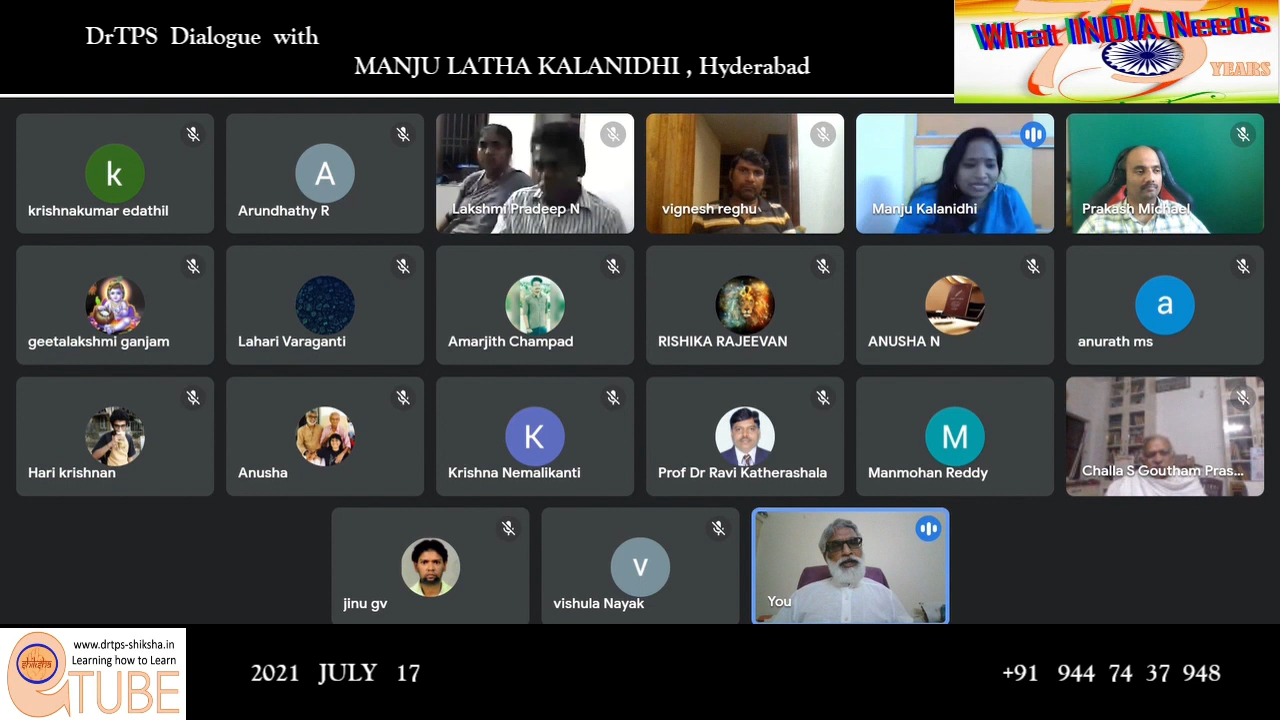 DrTPS Dialogue with
MANJU LATHA KALANIDHI , Hyderabad
What INDIA Needs
75
YEARS
k
krishnakumar edathil
A
Arundhathy R
Lakshmi Pradeep N
vignesh reghu
Manju Kalanidhi
Prakash Michael
geetalakshmi ganjam
Lahari Varaganti
Amarjith Champad
RISHIKA RAJEEVAN
ANUSHA N
a
anurath ms
Hari krishnan
Anusha
K
Krishna Nemalikanti
Prof Dr Ravi Katherashala
M
Manmohan Reddy
Challa S Goutham Pras...
jinu gv
v
vishula Nayak
You
www.drtps-shiksha.in
Learning how to Learn
shiksha
TUBE
2021 JULY 17
+91 944 74 37 948